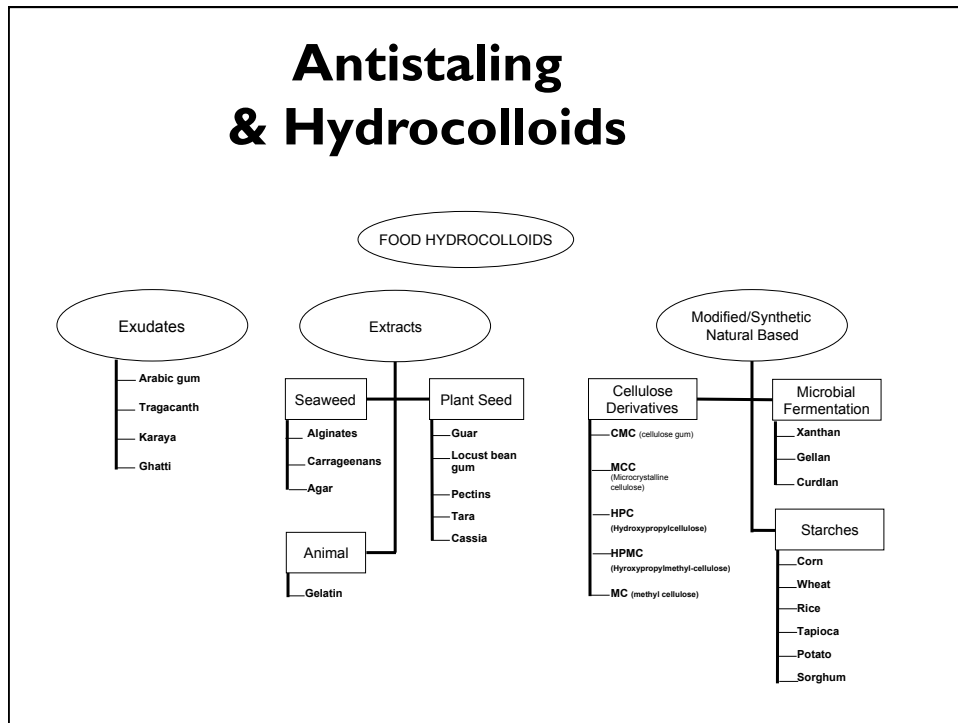 Antistaling
& Hydrocolloids
FOOD HYDROCOLLOIDS
Exudates
Arabic gum
Tragacanth
Karaya
Ghatti
Extracts
Seaweed
Alginates
Carrageenans
Agar
Plant Seed
Guar
Locust bean
gum
Pectins
Tara
Cassia
Animal
Gelatin
Modified/Synthetic
Natural Based
Cellulose
Derivatives
CMC (cellulose gum)
MCC
(Microcrystalline
cellulose)
HPC
(Hydroxypropylcellulose)
HPMC
(Hyroxypropylmethyl-cellulose)
MC (methyl cellulose)
Microbial
Fermentation
Xanthan
Gellan
Curdlan
Starches
Corn
Wheat
Rice
Tapioca
Potato
Sorghum